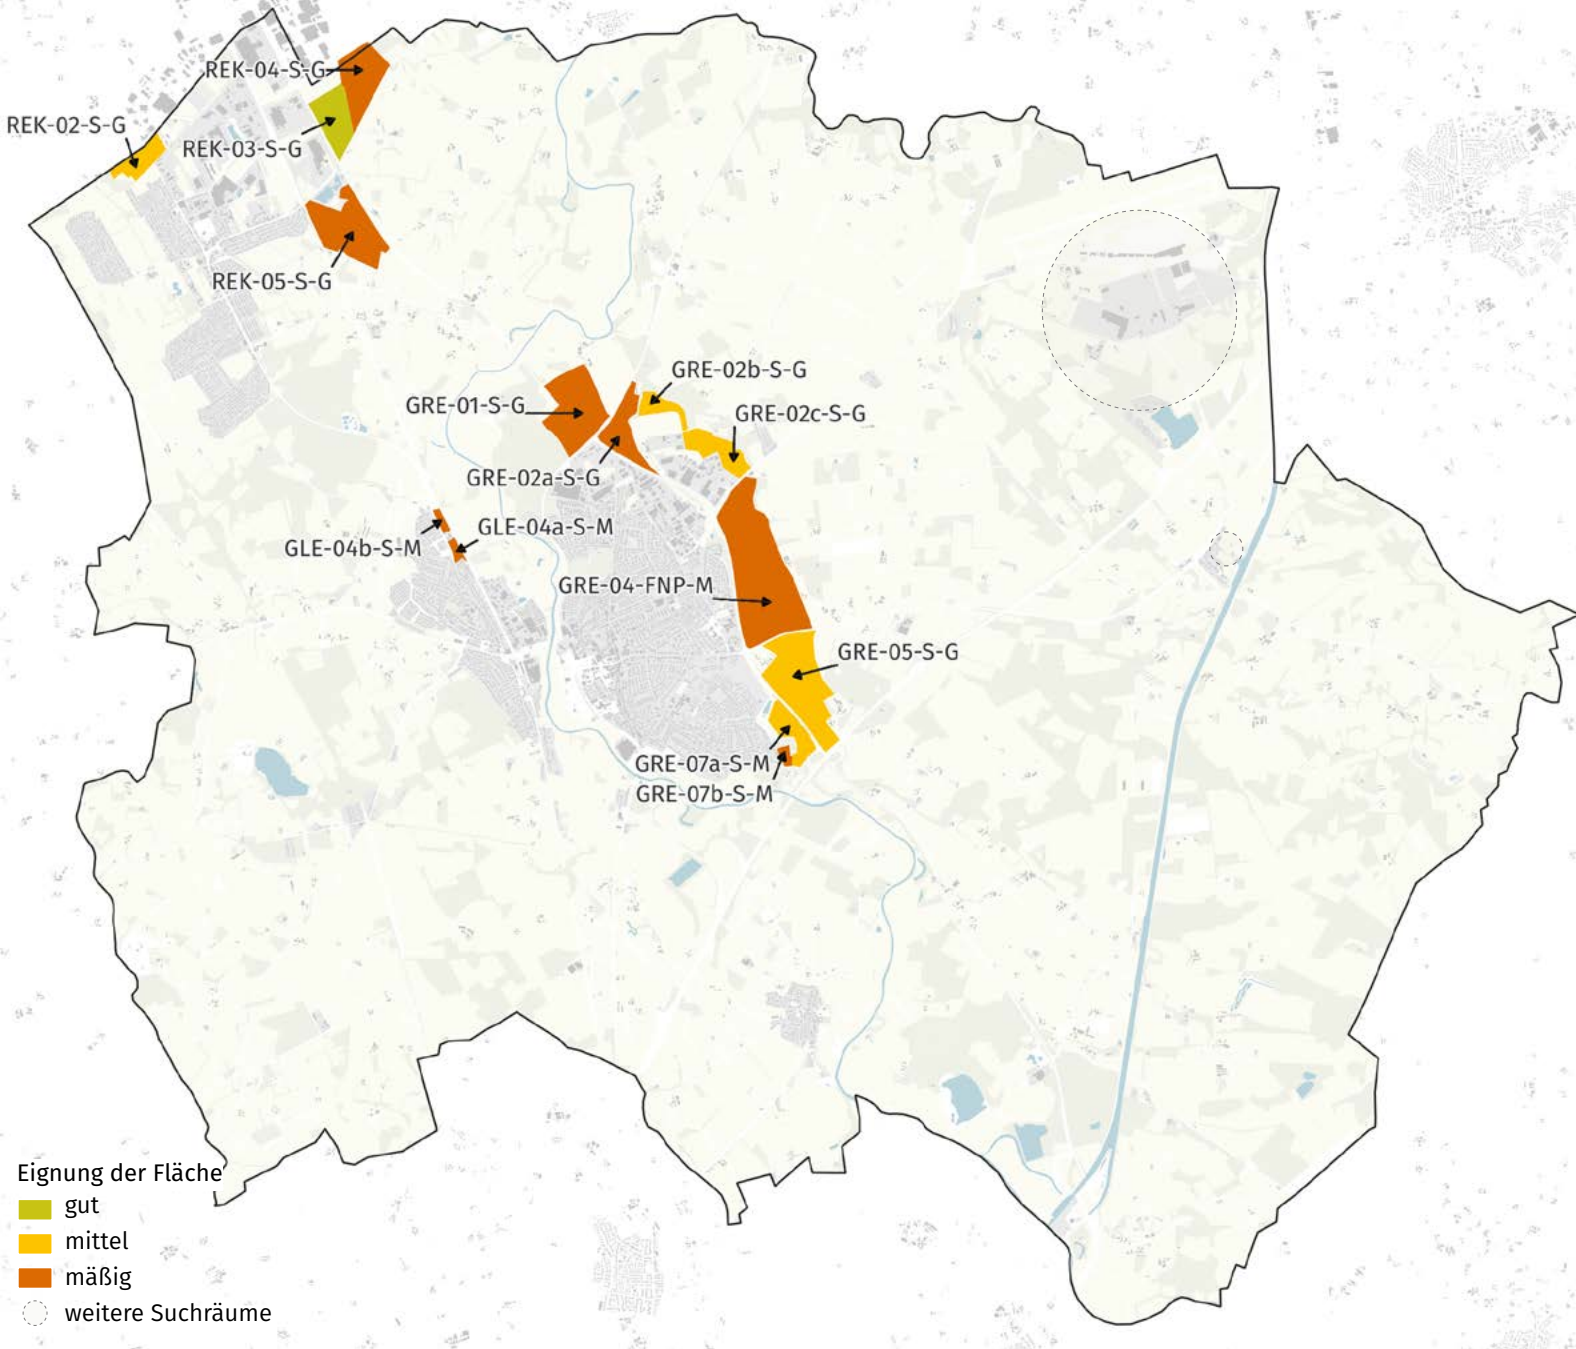 REK-04-S-G
REK-02-S-G
REK-03-S-G
REK-05-S-G
GRE-02b-S-G
GRE-01-S-G
GRE-02c-S-G
GRE-02a-S-G
GLE-04a-S-M
GLE-04b-S-M
GRE-04-FNP-M
GRE-05-S-G
GRE-07a-S-M
GRE-07b-S-M
Eignung der Fläche
gut
mittel
mäßig
weitere Suchräume